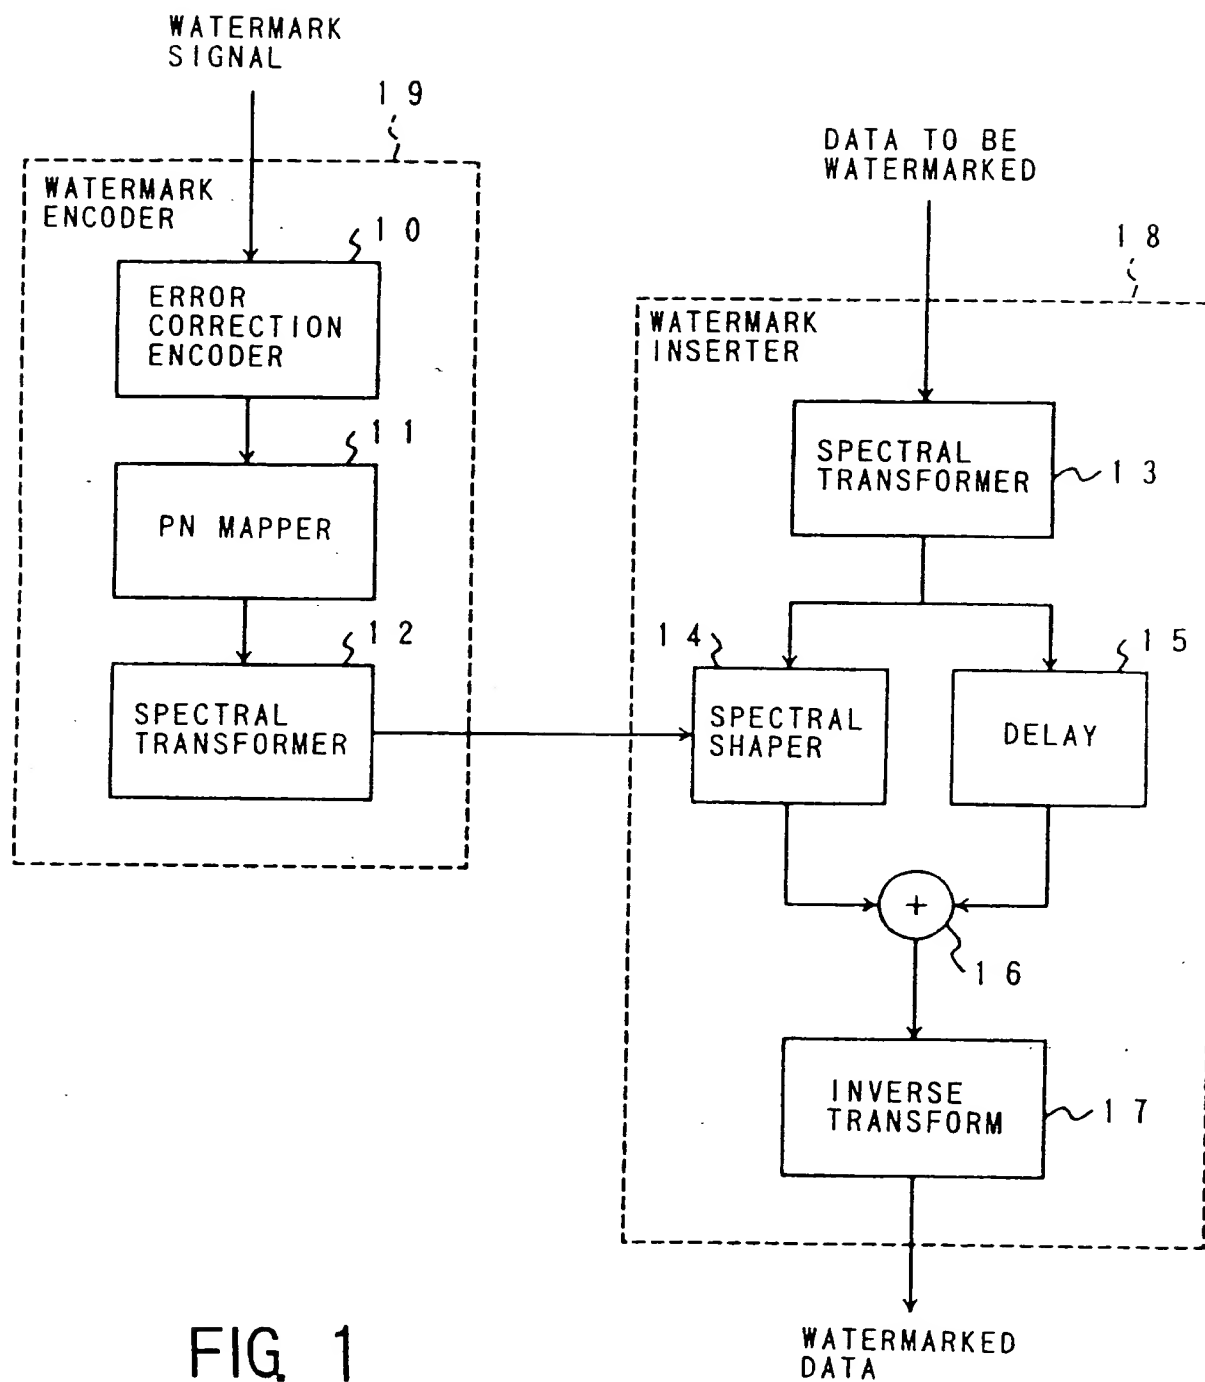 WATERMARK
SIGNAL
19
WATERMARK
ENCODER
10
ERROR
CORRECTION
ENCODER
11
PN MAPPER
12
SPECTRAL
TRANSFORMER
DATA TO BE
WATERMARKED
18
WATERMARK
INSERTER
SPECTRAL
TRANSFORMER
13
14
SPECTRAL
SHAPER
15
DELAY
+
16
INVERSE
TRANSFORM
17
WATERMARKED
DATA
FIG. 1